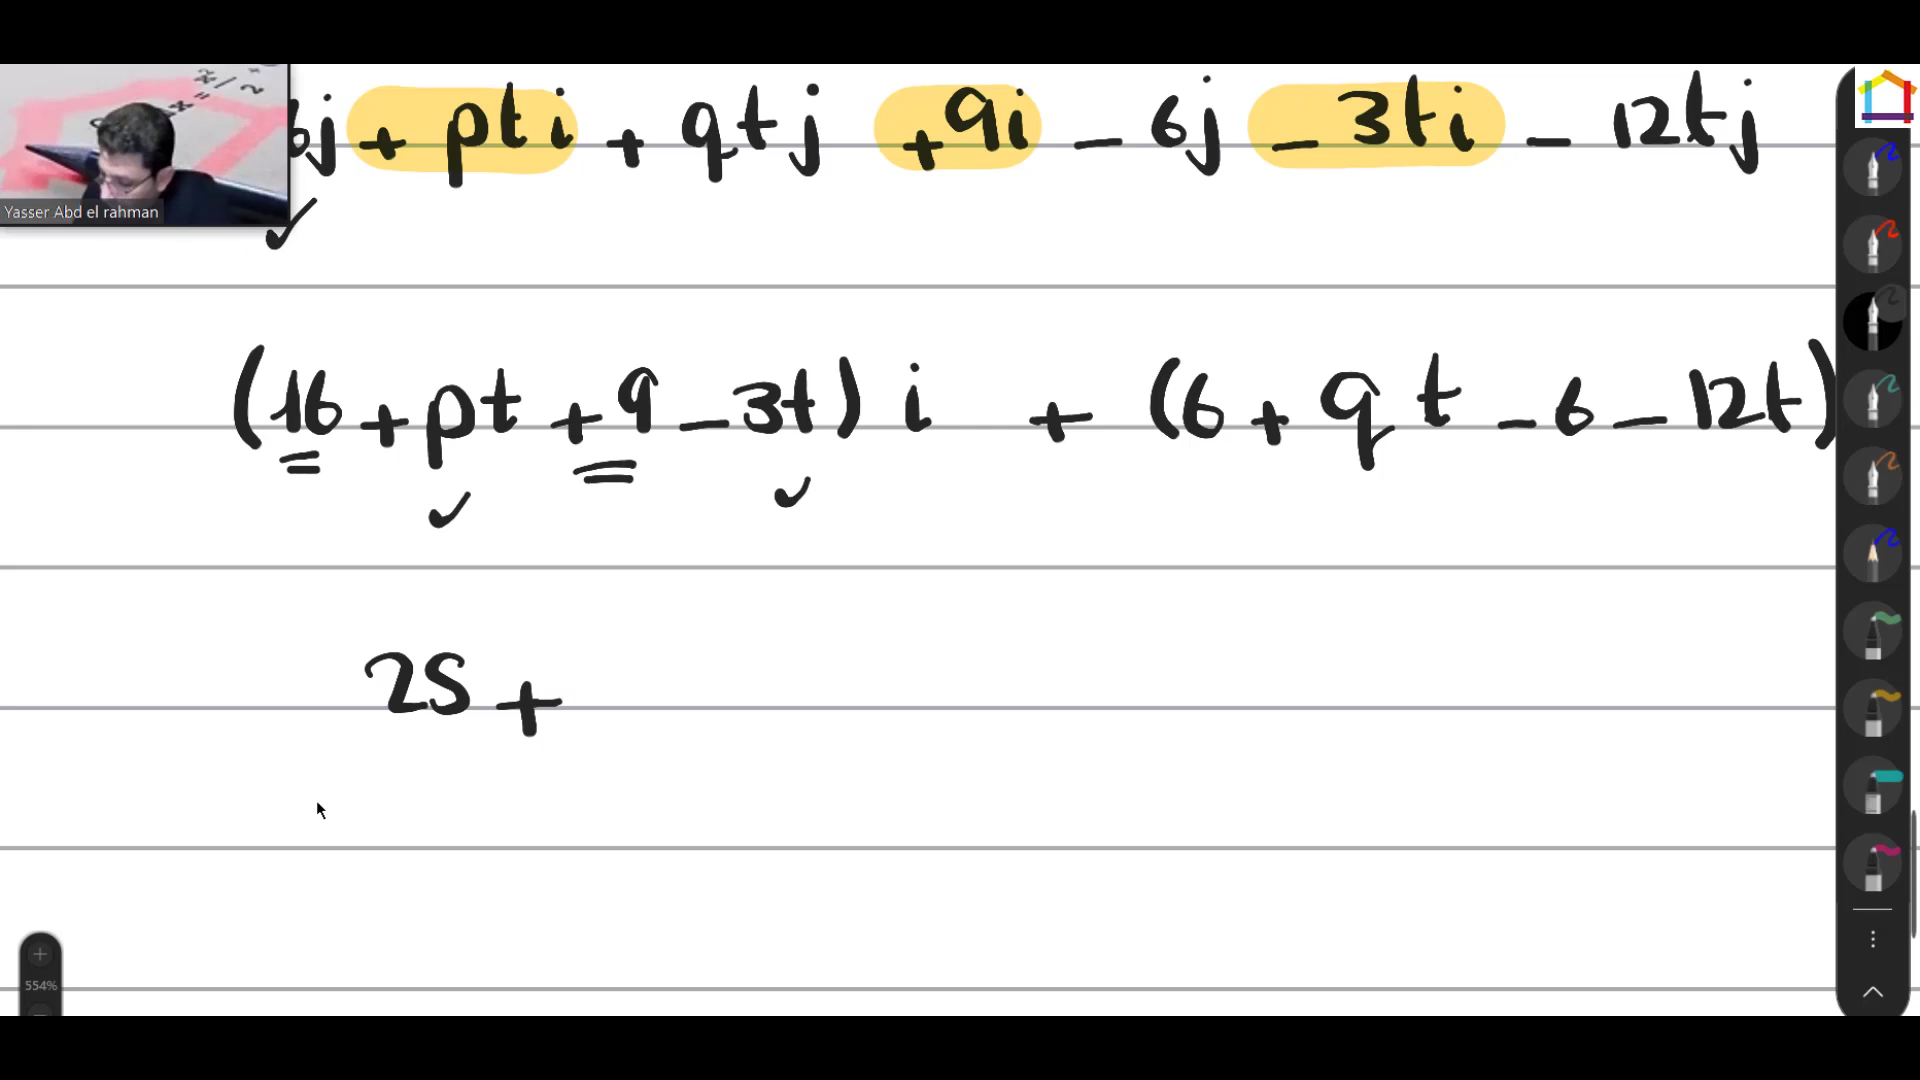 6j + pti + qtj + 9i - 6j - 3ti - 12tj
Yasser Abd el rahman
(16 + pt + 9 - 3t) i + (6 + qt - 6 - 12t)
25 +
554%